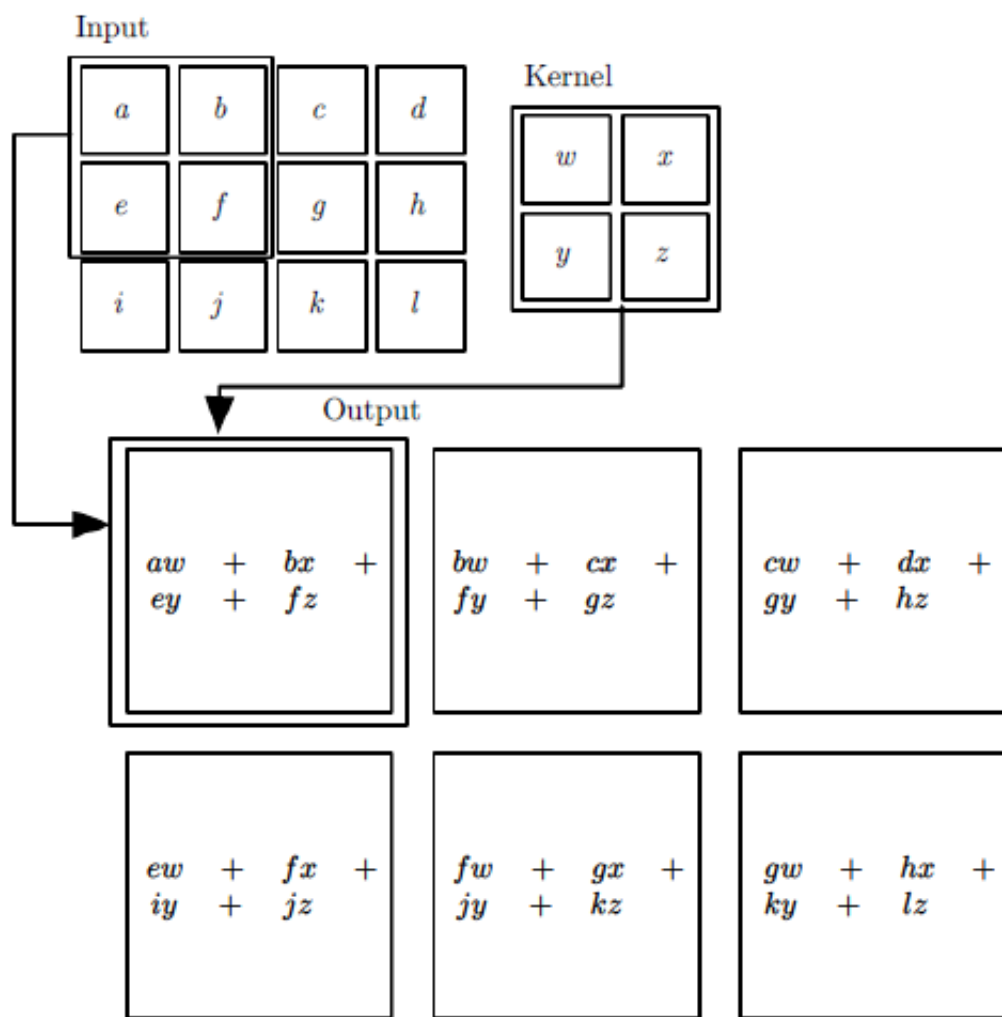 Input
a b c d
e f g h
i j k l
Kernel
w x
y z
Output
aw + bx +
ey + fz
bw + cx +
fy + gz
cw + dx +
gy + hz
ew + fx +
iy + jz
fw + gx +
jy + kz
gw + hx +
ky + lz